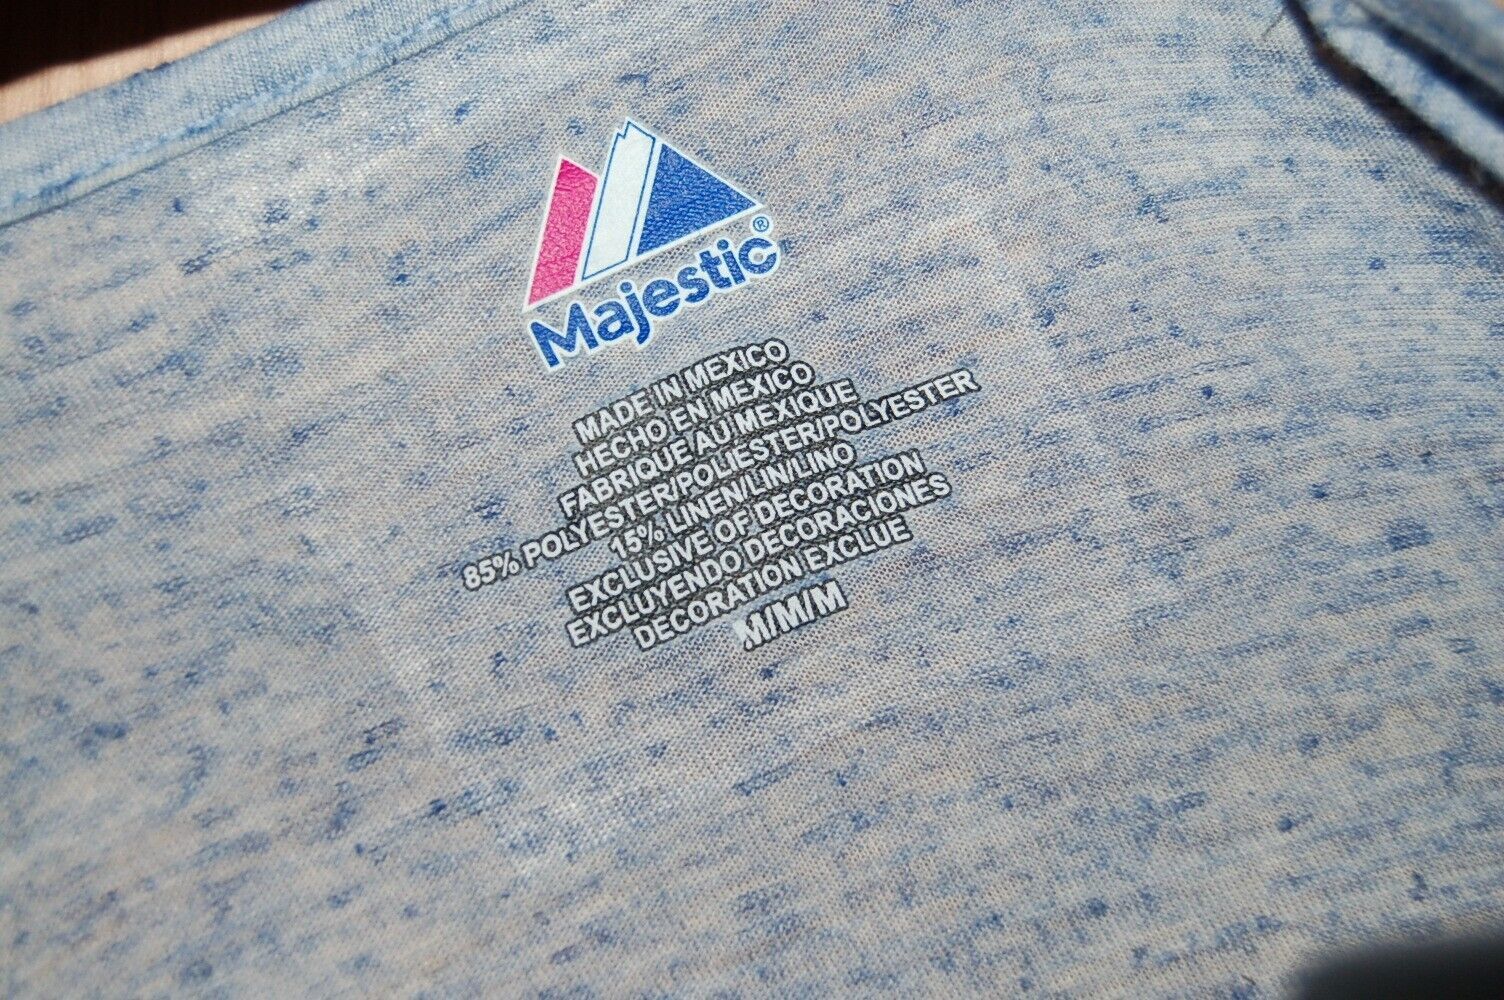 Majestic®
MADE IN MEXICO
HECHO EN MEXICO
FABRIQUE AU MEXIQUE
85% POLYESTER/POLIESTER/POLYESTER
15% LINEN/LIN/LINO
EXCLUSIVE OF DECORATION
EXCLUYENDO DECORACIONES
DECORATION EXCLUE
M/M/M